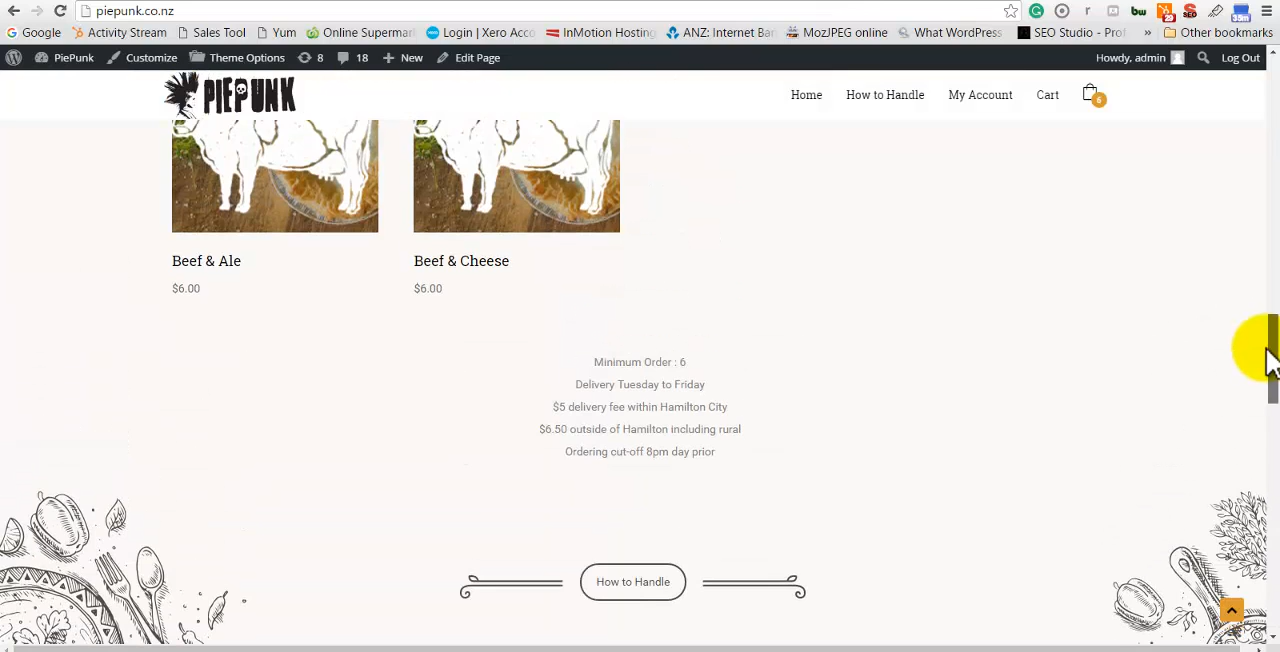 piepunk.co.nz
29
35m
Google
Activity Stream
Sales Tool
Yum
Online Supermar
Login | Xero Acco
InMotion Hosting
ANZ: Internet Ban
MozJPEG online
What WordPress
SEO Studio - Prof
»
Other bookmarks
PiePunk
Customize
Theme Options
8
18
New
Edit Page
Howdy, admin
Log Out
PIEPUNK
Home
How to Handle
My Account
Cart
6
Beef & Ale
Beef & Cheese
$6.00
$6.00
Minimum Order : 6
Delivery Tuesday to Friday
$5 delivery fee within Hamilton City
$6.50 outside of Hamilton including rural
Ordering cut-off 8pm day prior
How to Handle